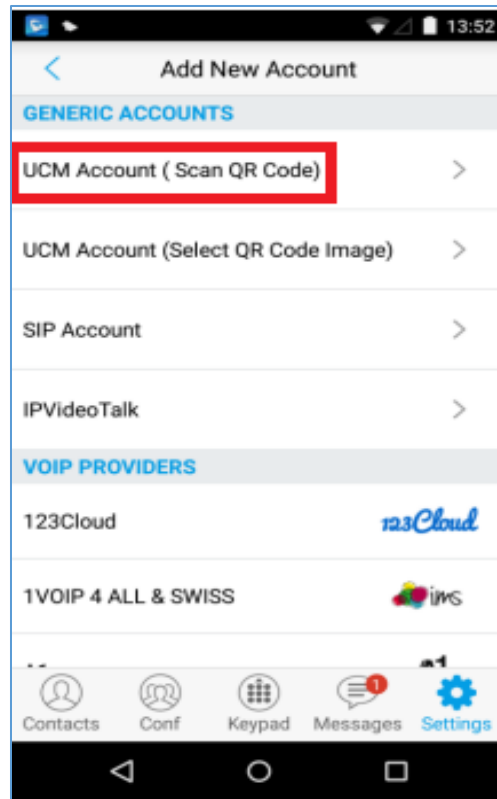 13:52
Add New Account
GENERIC ACCOUNTS
UCM Account ( Scan QR Code)
UCM Account (Select QR Code Image)
SIP Account
IPVideoTalk
VOIP PROVIDERS
123Cloud 123Cloud
1VOIP 4 ALL & SWISS ims
1
Contacts Conf Keypad Messages Settings